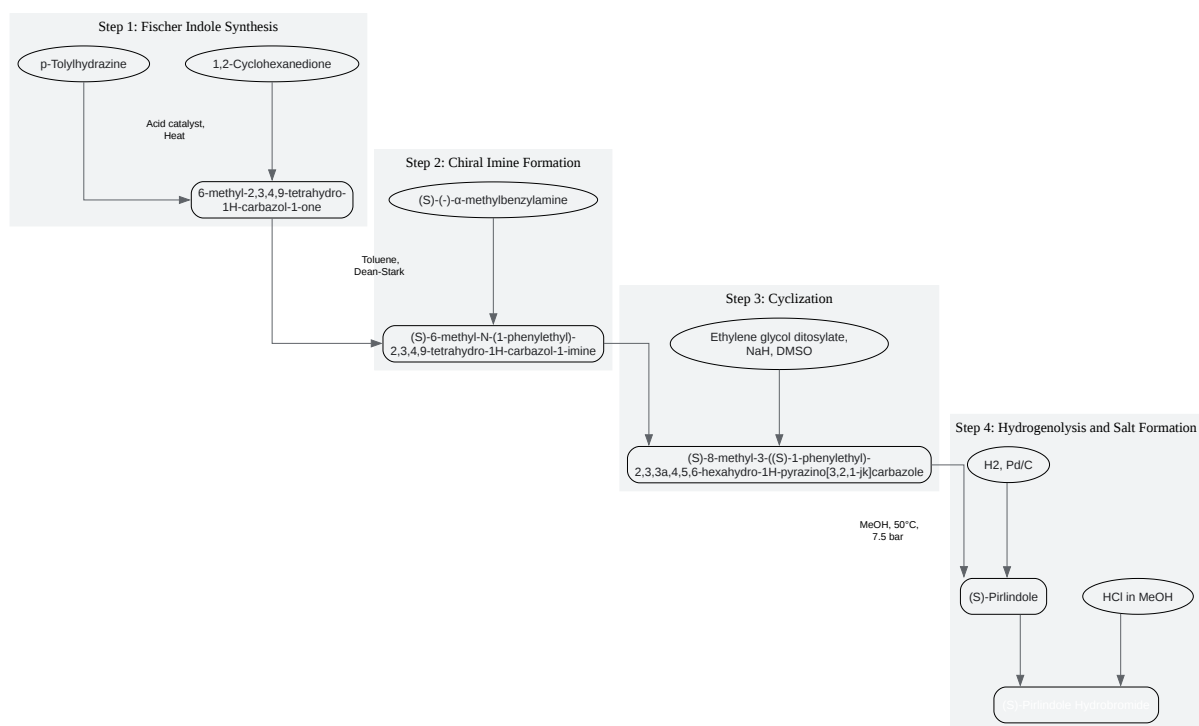 Step 1: Fischer Indole Synthesis
p-Tolylhydrazine
1,2-Cyclohexanedione
Acid catalyst,
Heat
6-methyl-2,3,4,9-tetrahydro-
1H-carbazol-1-one
Step 2: Chiral Imine Formation
(S)-(-)-α-methylbenzylamine
Toluene,
Dean-Stark
(S)-6-methyl-N-(1-phenylethyl)-
2,3,4,9-tetrahydro-1H-carbazol-1-imine
Step 3: Cyclization
Ethylene glycol ditosylate,
NaH, DMSO
(S)-8-methyl-3-((S)-1-phenylethyl)-
2,3,3a,4,5,6-hexahydro-1H-pyrazino[3,2,1-jk]carbazole
Step 4: Hydrogenolysis and Salt Formation
H2, Pd/C
MeOH, 50°C,
7.5 bar
(S)-Pirlindole
HCl in MeOH
(S)-Pirlindole